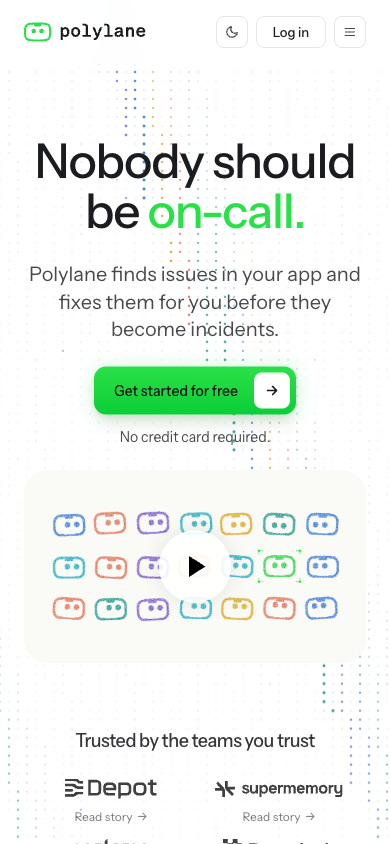 polylane
Log in
Nobody should
be on-call.
Polylane finds issues in your app and
fixes them for you before they
become incidents.
Get started for free
No credit card required.
Trusted by the teams you trust
Depot
supermemory
Read story →
Read story →